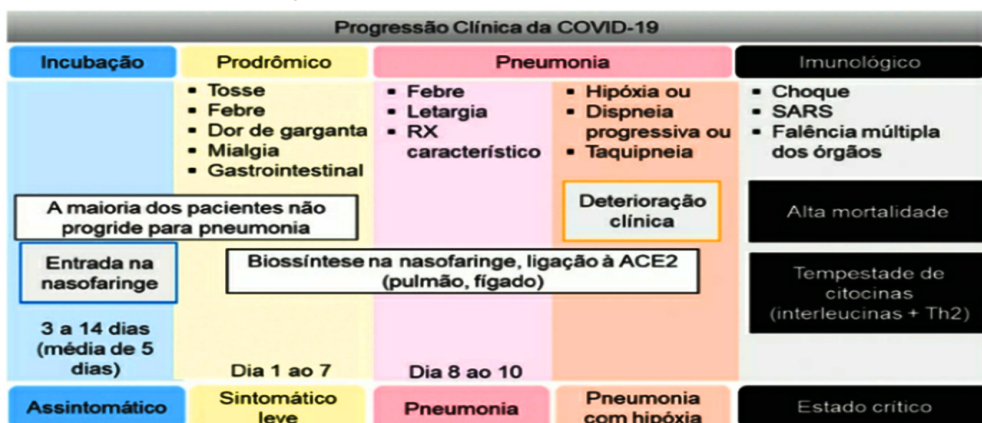 Progressão Clínica da COVID-19
Incubação
Prodrômico
Pneumonia
Imunológico
▪ Tosse
▪ Febre
▪ Dor de garganta
▪ Mialgia
▪ Gastrointestinal
▪ Febre
▪ Letargia
▪ RX
característico
▪ Hipóxia ou
▪ Dispneia
progressiva ou
▪ Taquipneia
▪ Choque
▪ SARS
▪ Falência múltipla
dos órgãos
A maioria dos pacientes não
progride para pneumonia
Deterioração
clínica
Alta mortalidade
Entrada na
nasofaringe
Biossíntese na nasofaringe, ligação à ACE2
(pulmão, fígado)
Tempestade de
citocinas
(interleucinas + Th2)
3 a 14 dias
(média de 5
dias)
Dia 1 ao 7
Dia 8 ao 10
Assintomático
Sintomático
leve
Pneumonia
Pneumonia
com hipóxia
Estado crítico